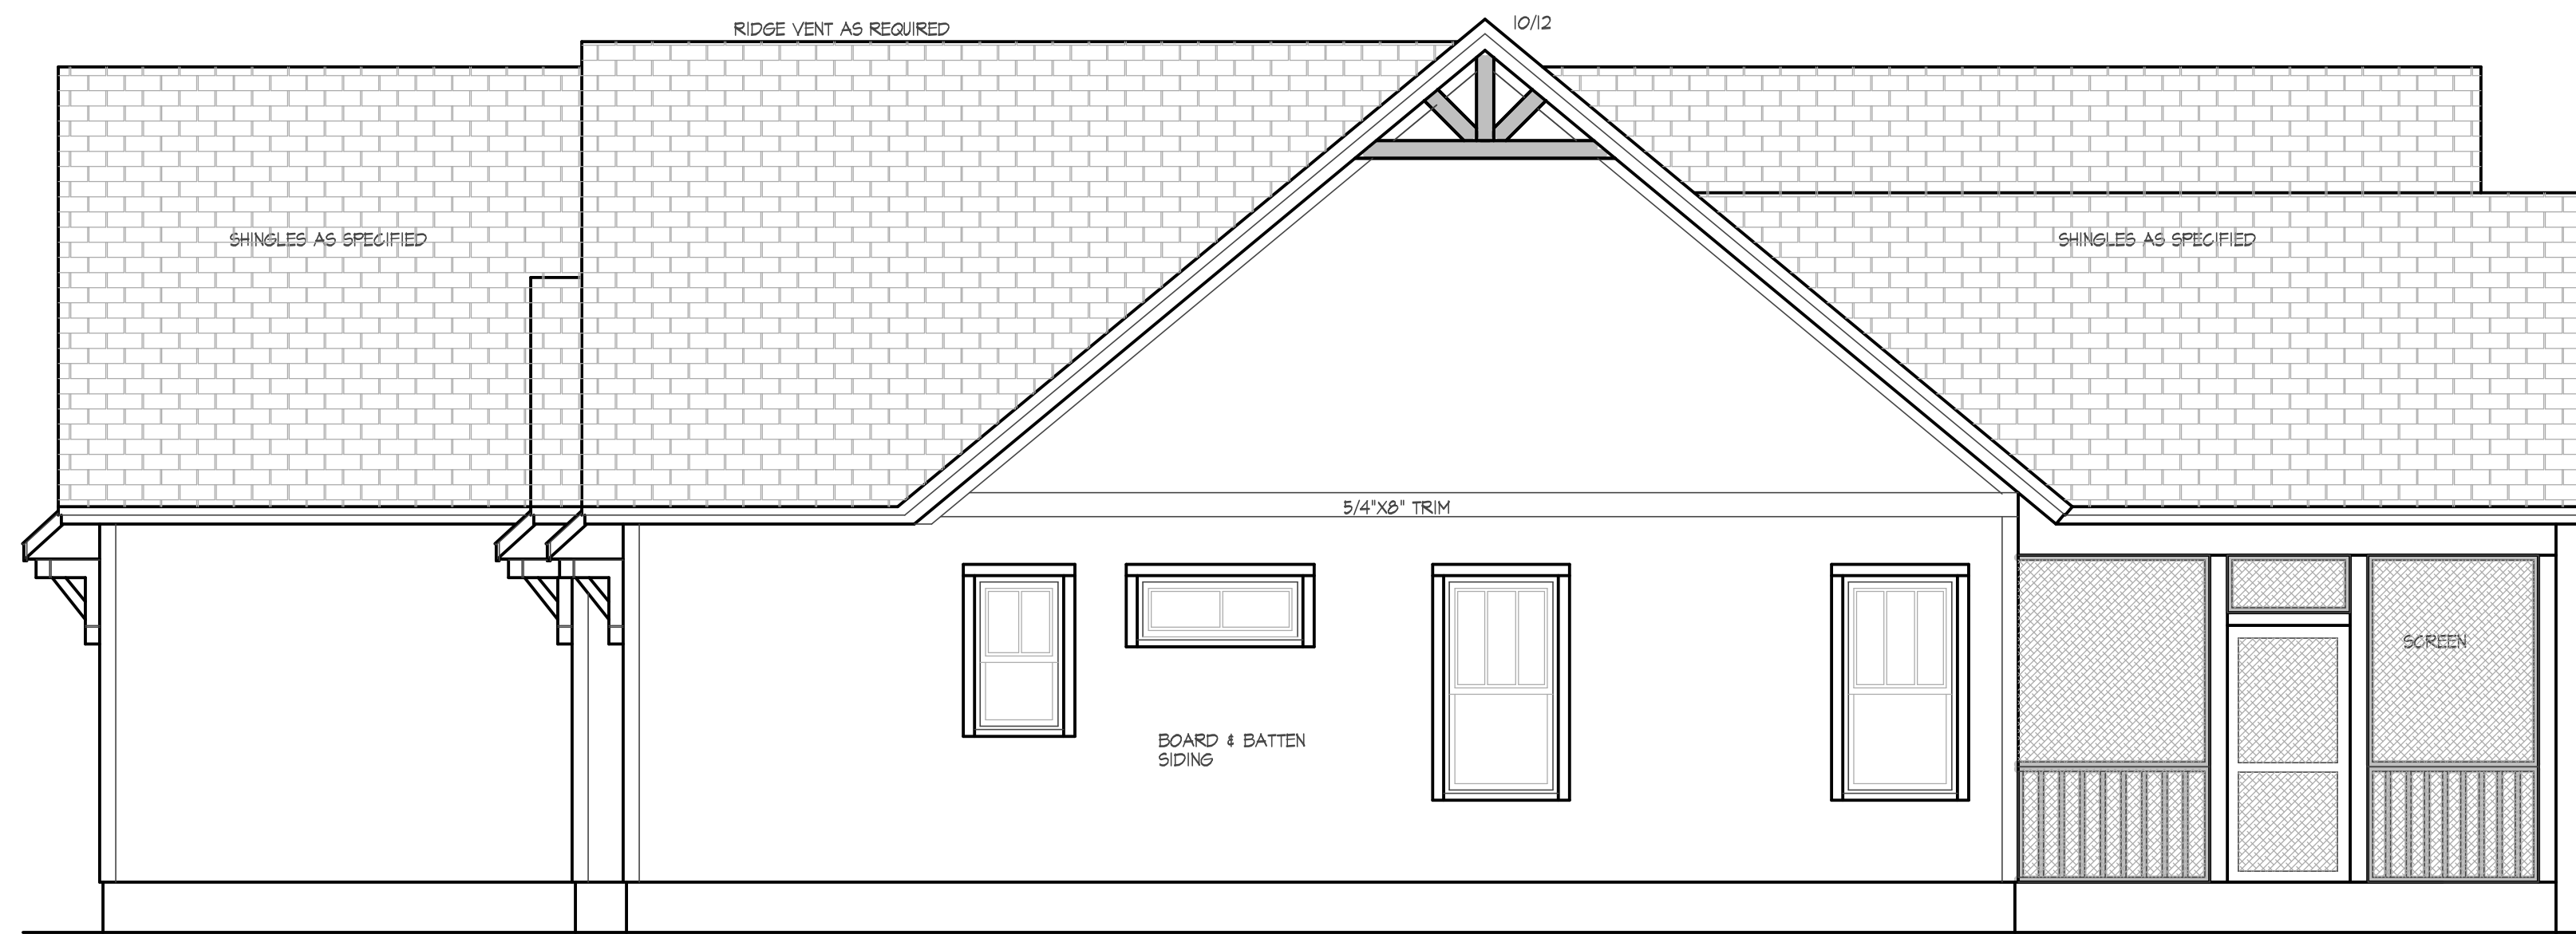 RIDGE VENT AS REQUIRED
10/12
SHINGLES AS SPECIFIED
SHINGLES AS SPECIFIED
5/4"X8" TRIM
SCREEN
BOARD & BATTEN
SIDING